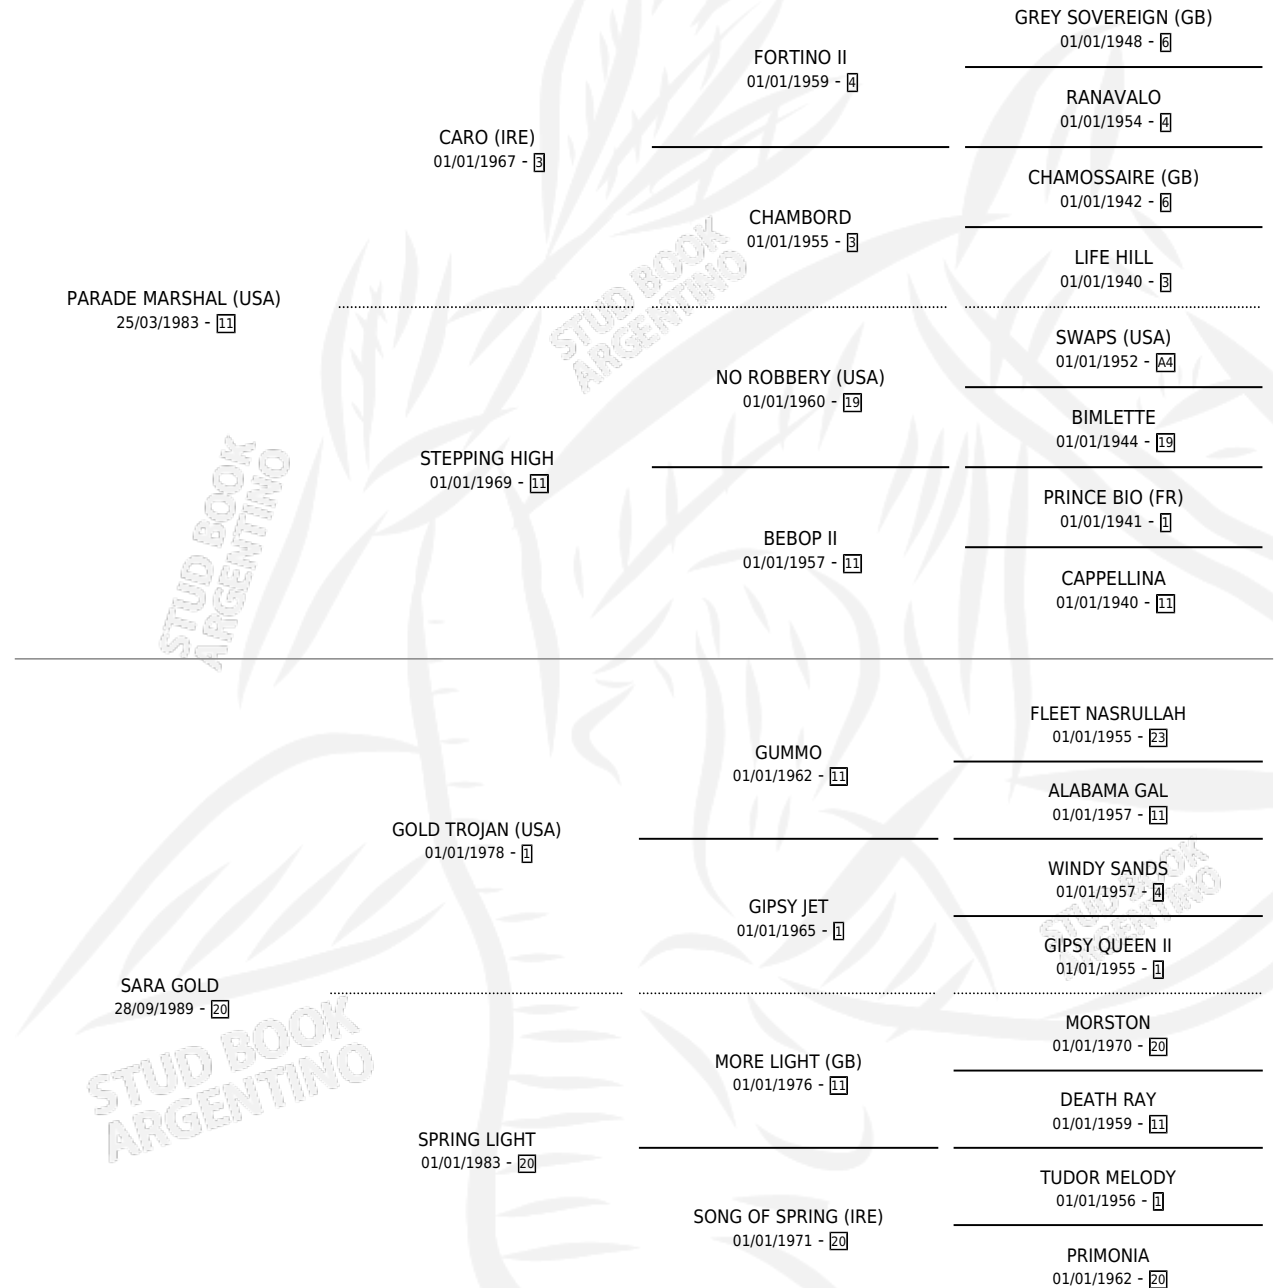 GREY SOVEREIGN (GB)
01/01/1948 - 6
FORTINO II
01/01/1959 - 4
RANAVALO
01/01/1954 - 4
CARO (IRE)
01/01/1967 - 3
CHAMOSSAIRE (GB)
01/01/1942 - 6
CHAMBORD
01/01/1955 - 3
LIFE HILL
01/01/1940 - 3
PARADE MARSHAL (USA)
25/03/1983 - 11
STUD BOOK
ARGENTINO
SWAPS (USA)
01/01/1952 - A4
NO ROBBERY (USA)
01/01/1960 - 19
BIMLETTE
01/01/1944 - 19
STEPPING HIGH
01/01/1969 - 11
PRINCE BIO (FR)
01/01/1941 - 1
BEBOP II
01/01/1957 - 11
CAPPELLINA
01/01/1940 - 11
STUD BOOK
ARGENTINO
FLEET NASRULLAH
01/01/1955 - 23
GUMMO
01/01/1962 - 11
ALABAMA GAL
01/01/1957 - 11
GOLD TROJAN (USA)
01/01/1978 - 1
WINDY SANDS
01/01/1957 - 4
GIPSY JET
01/01/1965 - 1
STUD BOOK
ARGENTINO
GIPSY QUEEN II
01/01/1955 - 1
SARA GOLD
28/09/1989 - 20
STUD BOOK
ARGENTINO
MORSTON
01/01/1970 - 20
MORE LIGHT (GB)
01/01/1976 - 11
DEATH RAY
01/01/1959 - 11
SPRING LIGHT
01/01/1983 - 20
TUDOR MELODY
01/01/1956 - 1
SONG OF SPRING (IRE)
01/01/1971 - 20
PRIMONIA
01/01/1962 - 20